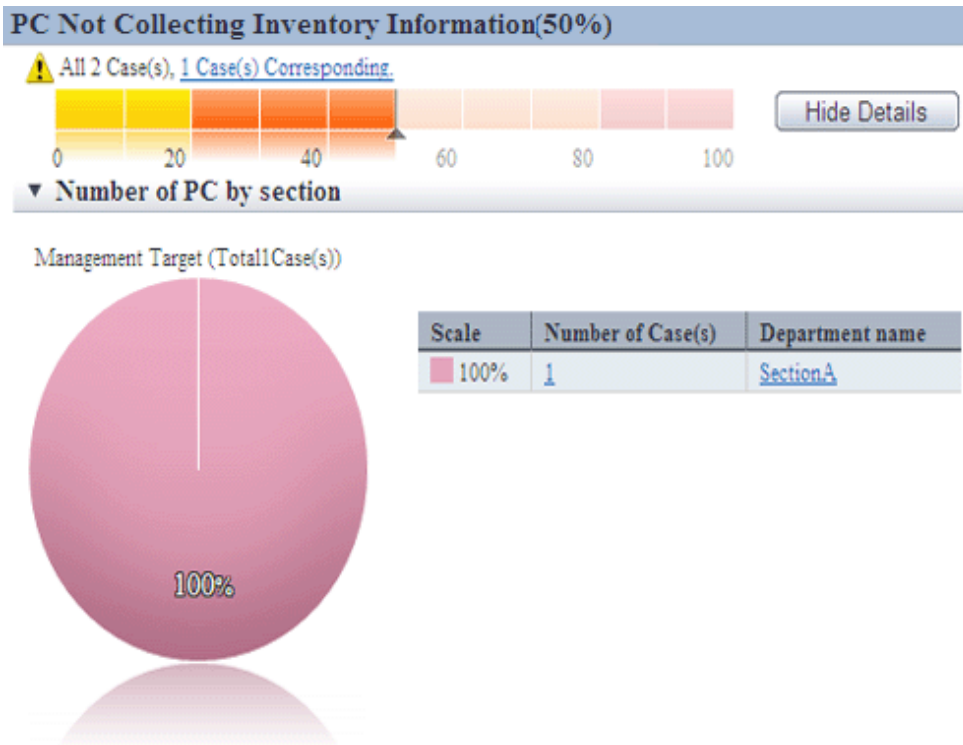 PC Not Collecting Inventory Information(50%)
All 2 Case(s), 1 Case(s) Corresponding.
Hide Details
0 20 40 60 80 100
▼ Number of PC by section
Management Target (Total1Case(s))
Scale Number of Case(s) Department name
100% 1 SectionA
100%